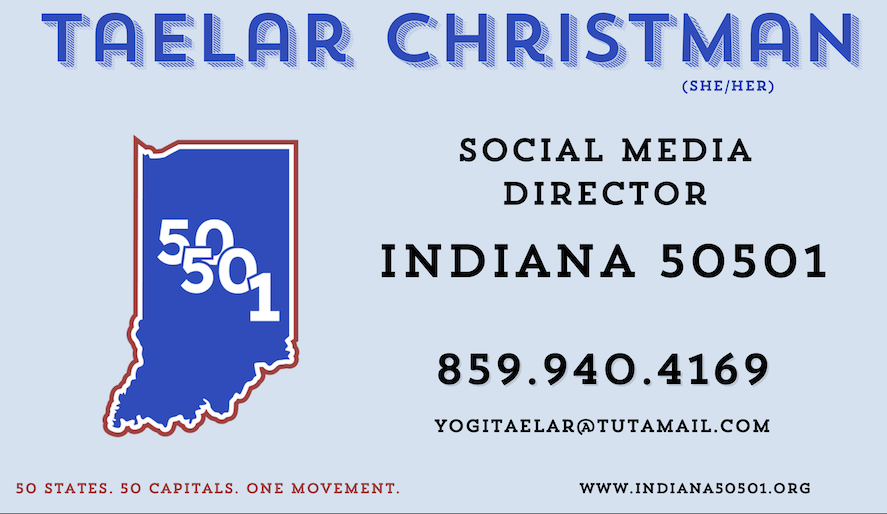 TAELAR CHRISTMAN
(SHE/HER)
SOCIAL MEDIA
DIRECTOR
INDIANA 50501
50
50
1
859.940.4169
YOGITAELAR@TUTAMAIL.COM
50 STATES. 50 CAPITALS. ONE MOVEMENT.
WWW.INDIANA50501.ORG